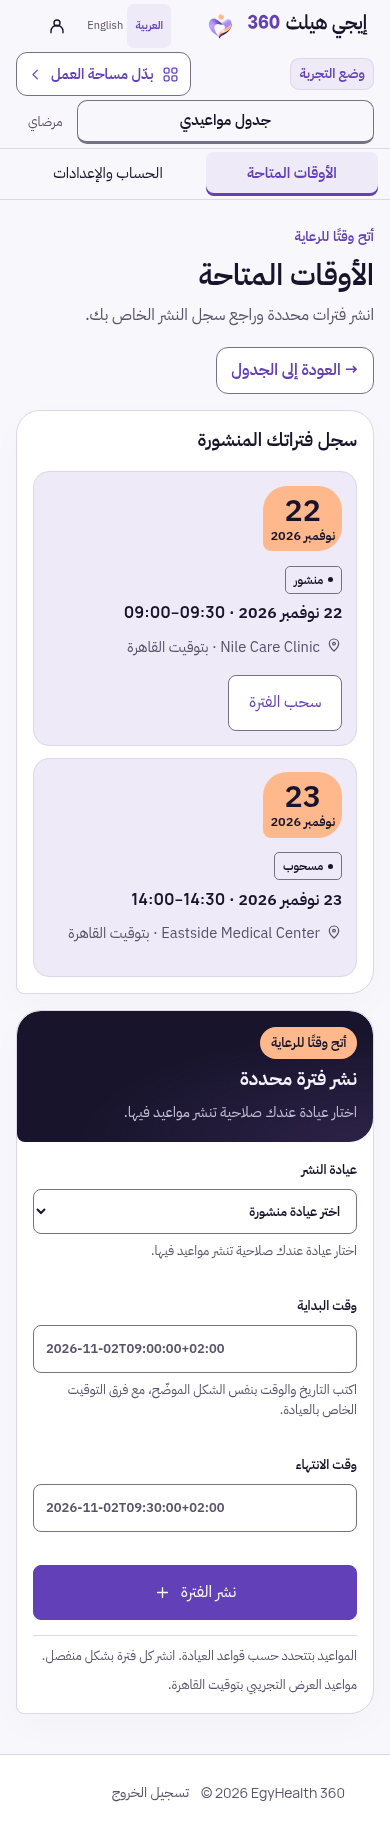 إيجي هيلث 360
العربية
English
وضع التجربة
بدّل مساحة العمل
جدول مواعيدي
مرضاي
الأوقات المتاحة
الحساب والإعدادات
أتح وقتًا للرعاية
الأوقات المتاحة
انشر فترات محددة وراجع سجل النشر الخاص بك.
→ العودة إلى الجدول
سجل فتراتك المنشورة
22
نوفمبر 2026
• منشور
22 نوفمبر 2026 · 09:00–09:30
Nile Care Clinic · بتوقيت القاهرة
سحب الفترة
23
نوفمبر 2026
• مسحوب
23 نوفمبر 2026 · 14:00–14:30
Eastside Medical Center · بتوقيت القاهرة
أتح وقتًا للرعاية
نشر فترة محددة
اختار عيادة عندك صلاحية تنشر مواعيد فيها.
عيادة النشر
اختر عيادة منشورة
اختار عيادة عندك صلاحية تنشر مواعيد فيها.
وقت البداية
2026-11-02T09:00:00+02:00
اكتب التاريخ والوقت بنفس الشكل الموضّح، مع فرق التوقيت
الخاص بالعيادة.
وقت الانتهاء
2026-11-02T09:30:00+02:00
نشر الفترة +
المواعيد بتتحدد حسب قواعد العيادة. انشر كل فترة بشكل منفصل.
مواعيد العرض التجريبي بتوقيت القاهرة.
© 2026 EgyHealth 360
تسجيل الخروج